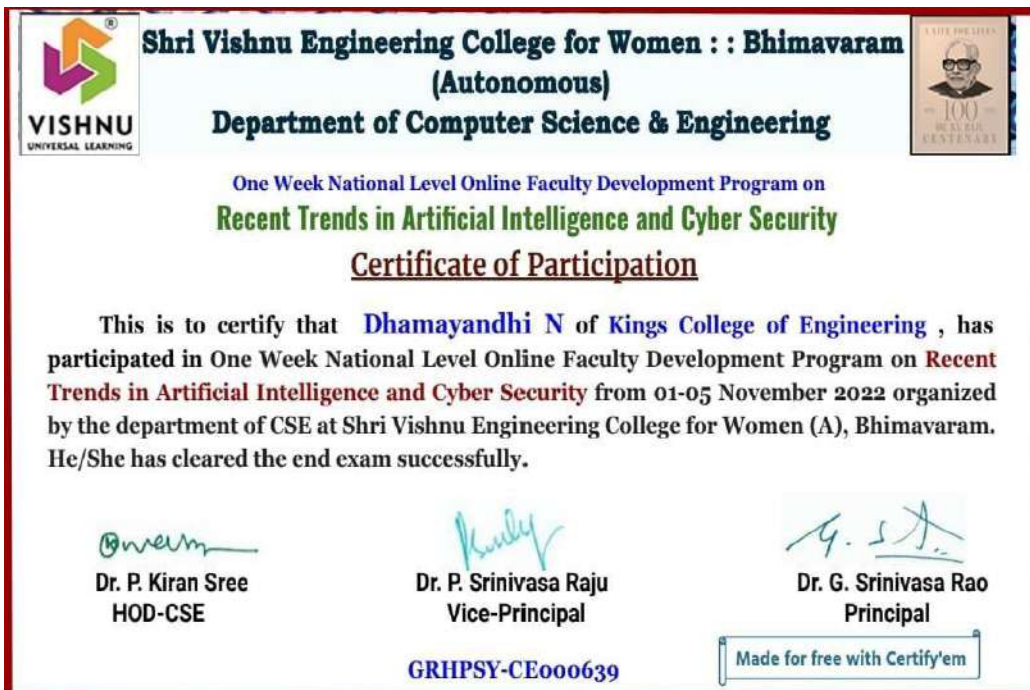 ®
VISHNU
UNIVERSAL LEARNING
Shri Vishnu Engineering College for Women : : Bhimavaram
(Autonomous)
Department of Computer Science & Engineering
A LIFE FOR LIVES
100
CENTENARY
One Week National Level Online Faculty Development Program on
Recent Trends in Artificial Intelligence and Cyber Security
Certificate of Participation
This is to certify that Dhamayandhi N of Kings College of Engineering , has
participated in One Week National Level Online Faculty Development Program on Recent
Trends in Artificial Intelligence and Cyber Security from 01-05 November 2022 organized
by the department of CSE at Shri Vishnu Engineering College for Women (A), Bhimavaram.
He/She has cleared the end exam successfully.
Dr. P. Kiran Sree
HOD-CSE
Dr. P. Srinivasa Raju
Vice-Principal
G. S
Dr. G. Srinivasa Rao
Principal
GRHPSY-CE000639
Made for free with Certify'em